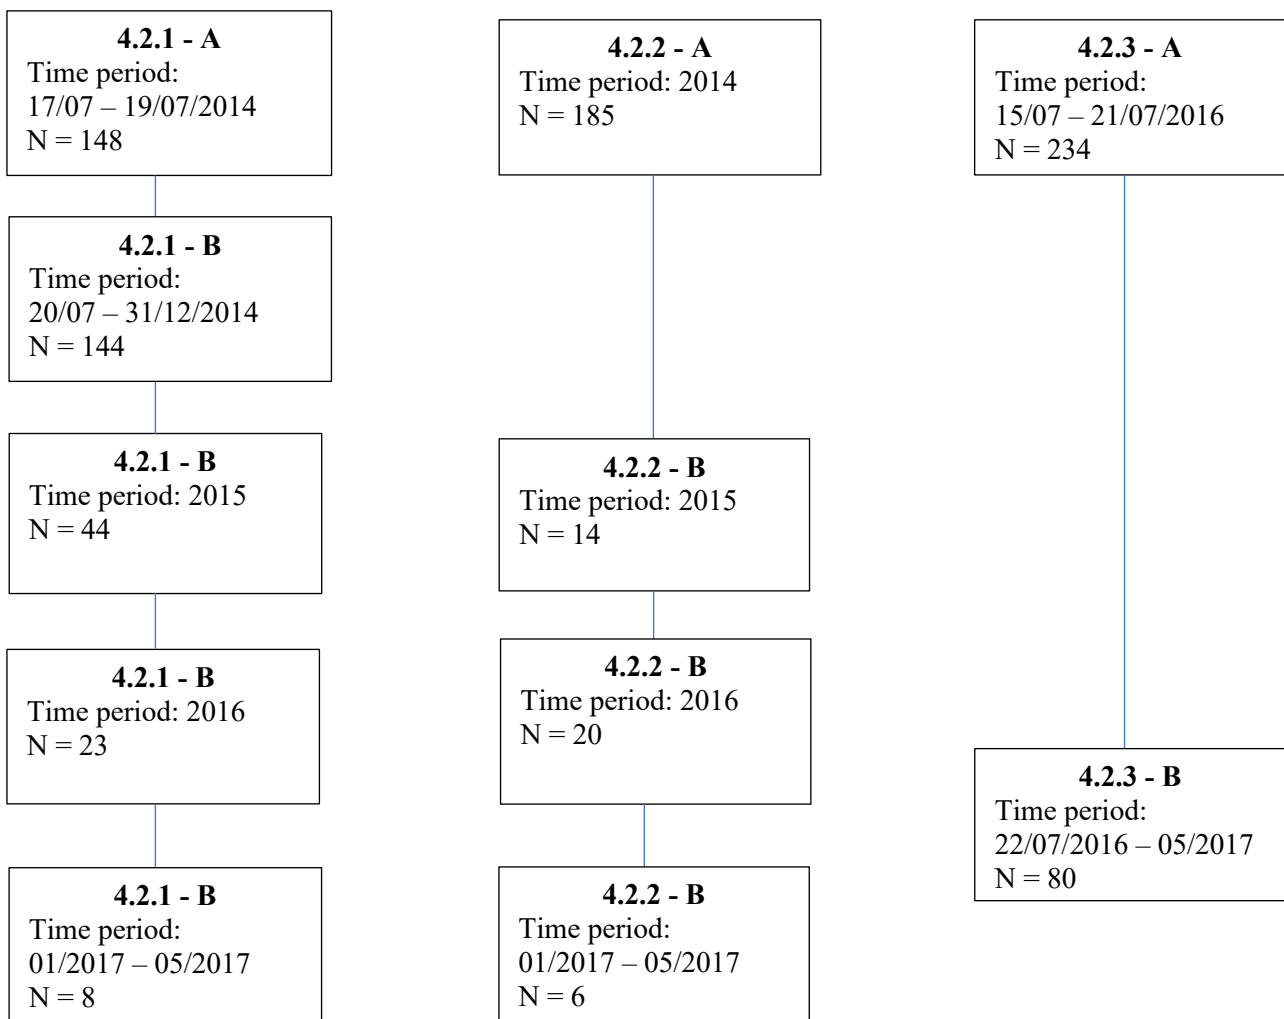 4.2.1 - A
Time period:
17/07 – 19/07/2014
N = 148
4.2.1 - B
Time period:
20/07 – 31/12/2014
N = 144
4.2.1 - B
Time period: 2015
N = 44
4.2.1 - B
Time period: 2016
N = 23
4.2.1 - B
Time period:
01/2017 – 05/2017
N = 8
4.2.2 - A
Time period: 2014
N = 185
4.2.2 - B
Time period: 2015
N = 14
4.2.2 - B
Time period: 2016
N = 20
4.2.2 - B
Time period:
01/2017 – 05/2017
N = 6
4.2.3 - A
Time period:
15/07 – 21/07/2016
N = 234
4.2.3 - B
Time period:
22/07/2016 – 05/2017
N = 80